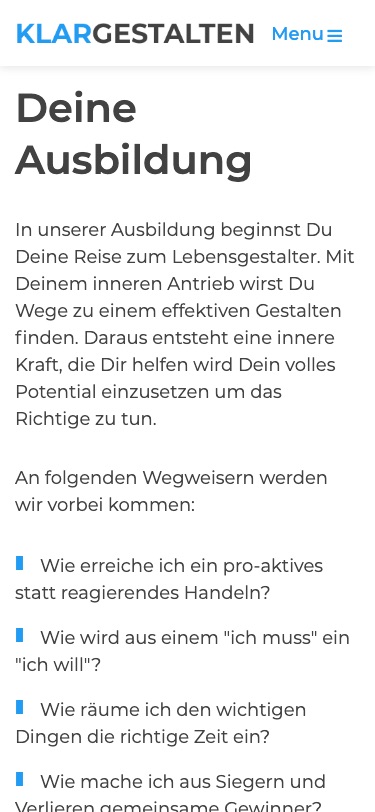 KLARGESTALTEN Menu
Deine
Ausbildung
In unserer Ausbildung beginnst Du
Deine Reise zum Lebensgestalter. Mit
Deinem inneren Antrieb wirst Du
Wege zu einem effektiven Gestalten
finden. Daraus entsteht eine innere
Kraft, die Dir helfen wird Dein volles
Potential einzusetzen um das
Richtige zu tun.
An folgenden Wegweisern werden
wir vorbei kommen:
Wie erreiche ich ein pro-aktives
statt reagierendes Handeln?
Wie wird aus einem "ich muss" ein
"ich will"?
Wie räume ich den wichtigen
Dingen die richtige Zeit ein?
Wie mache ich aus Siegern und
Verlieren gemeinsame Gewinner?